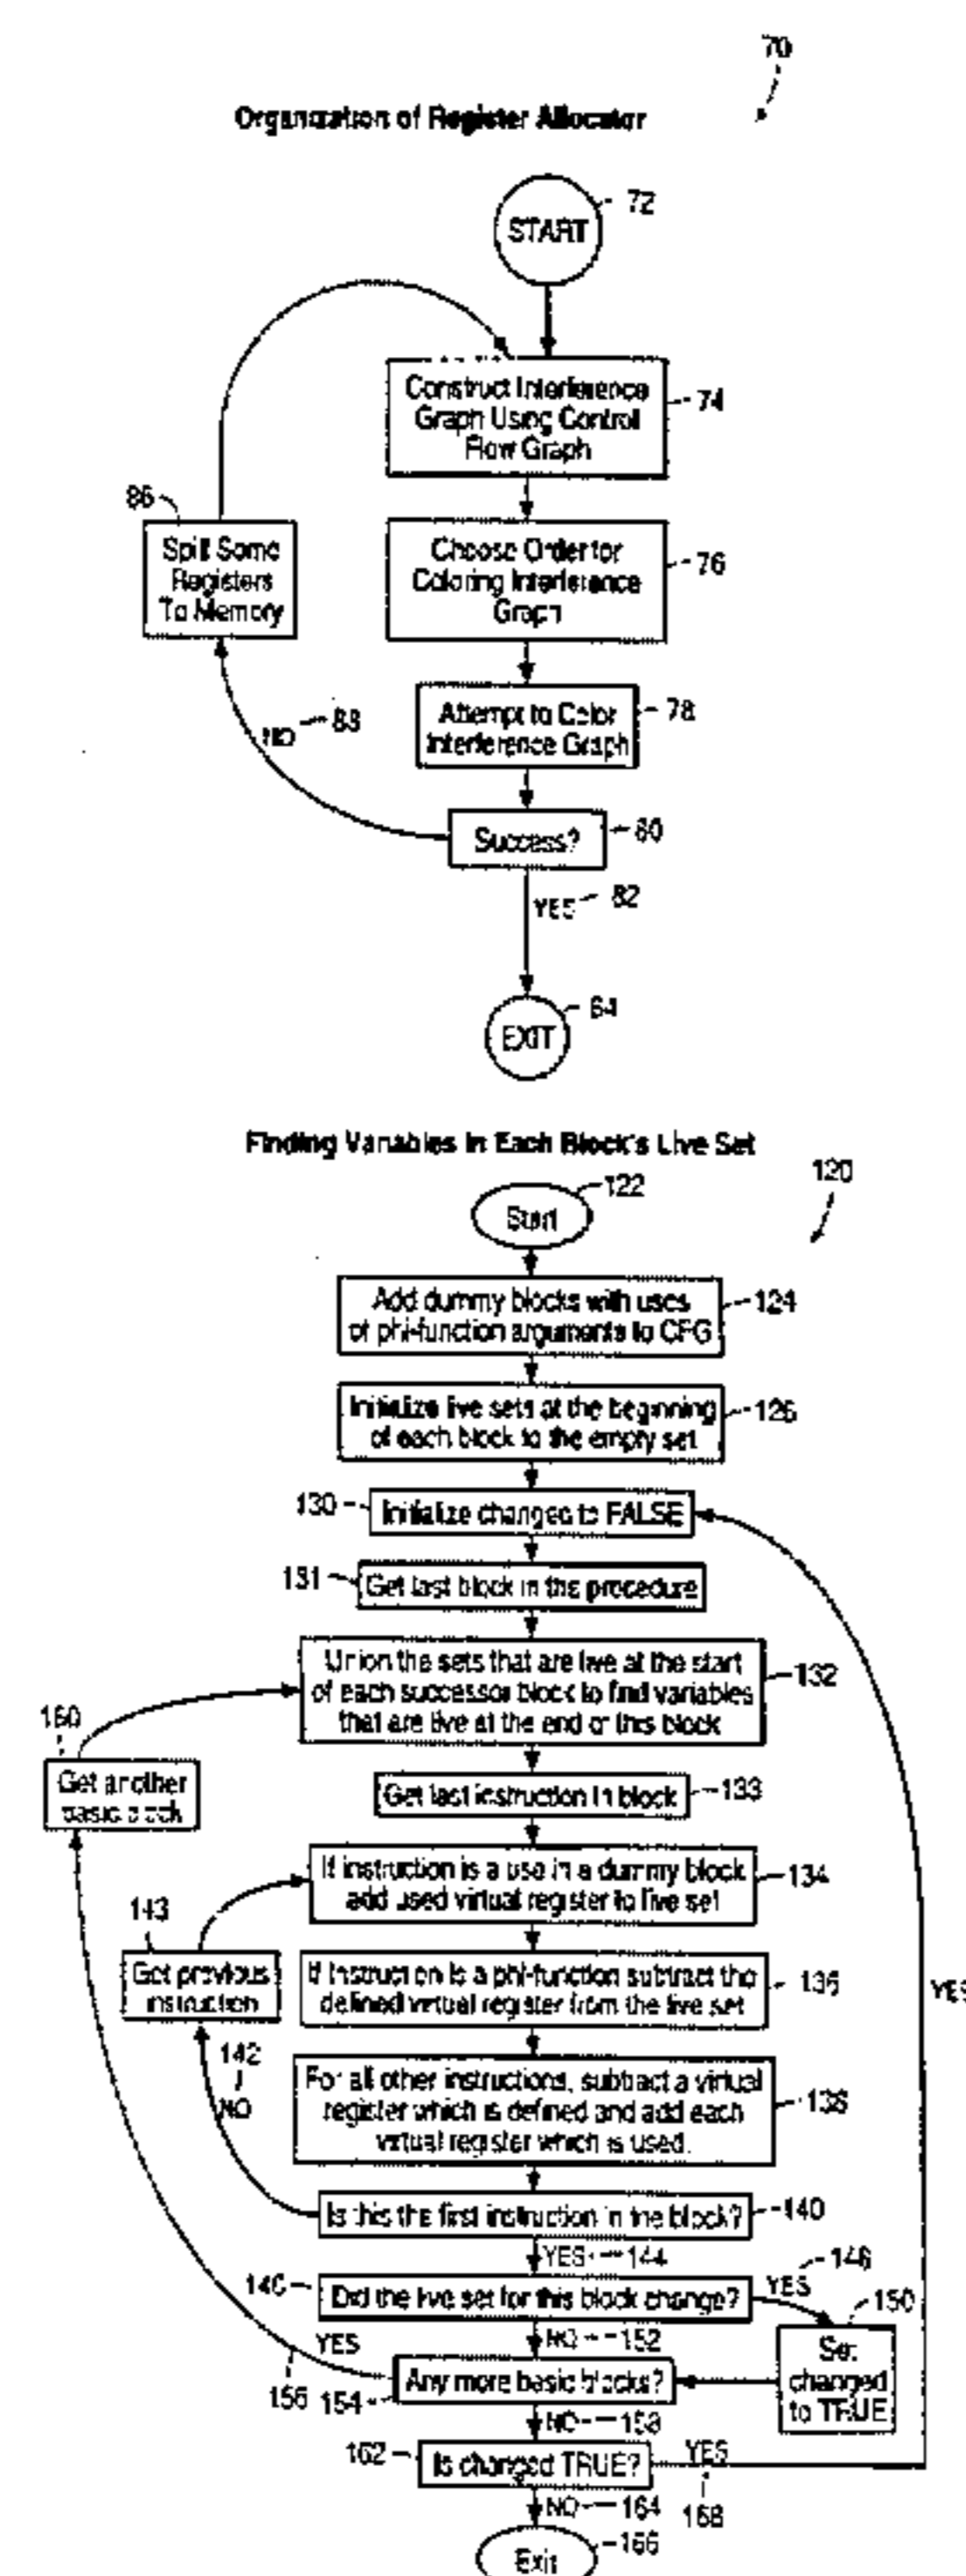 70
Organization of Register Allocator
72
START
Construct Interference
Graph Using Control
Flow Graph
74
86
Spill Some
Registers
To Memory
Choose Order for
Coloring Interference
Graph
76
Attempt to Color
Interference Graph
78
NO
88
Success?
80
YES
82
84
EXIT
Finding Variables in Each Block's Live Set
120
122
Start
Add dummy blocks with uses
of phi-function arguments to CFG
124
Initialize live sets at the beginning
of each block to the empty set
126
130
Initialize changed to FALSE
131
Get last block in the procedure
Union the sets that are live at the start
of each successor block to find variables
that are live at the end of this block
132
160
Get another
basic block
Get last instruction in block
133
If instruction is a use in a dummy block
add used virtual register to live set
134
143
Get previous
instruction
If instruction is a phi-function subtract the
defined virtual register from the live set
136
YES
142
NO
For all other instructions, subtract a virtual
register which is defined and add each
virtual register which is used.
138
Is this the first instruction in the block?
140
YES
144
146
Did the live set for this block change?
YES
148
150
Set
changed
to TRUE
NO
152
YES
156
154
Any more basic blocks?
NO
158
162
Is changed TRUE?
YES
168
NO
164
Exit
166